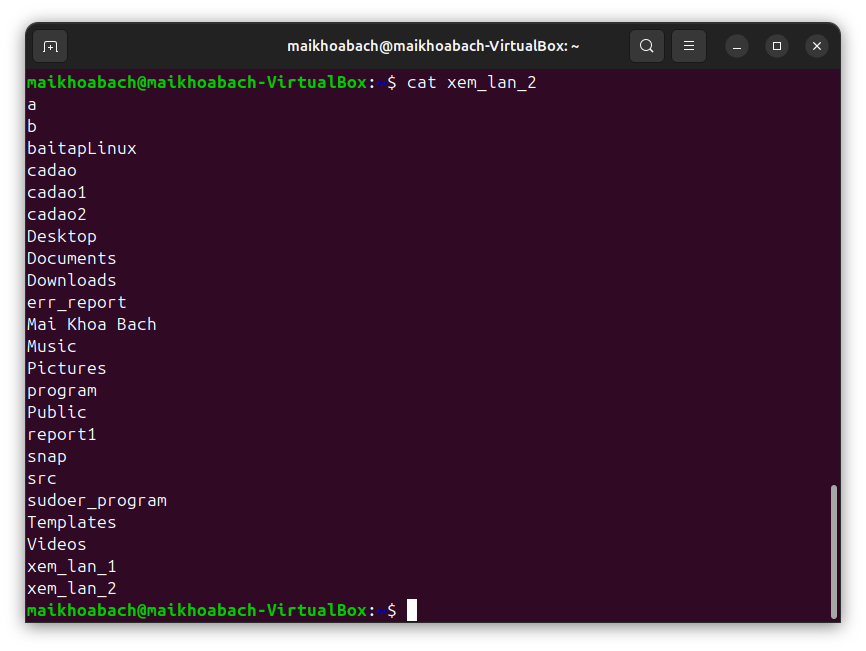 maikhoabach@maikhoabach-VirtualBox: ~
maikhoabach@maikhoabach-VirtualBox:~$ cat xem_lan_2
a
b
baitapLinux
cadao
cadao1
cadao2
Desktop
Documents
Downloads
err_report
Mai Khoa Bach
Music
Pictures
program
Public
report1
snap
src
sudoer_program
Templates
Videos
xem_lan_1
xem_lan_2
maikhoabach@maikhoabach-VirtualBox:~$